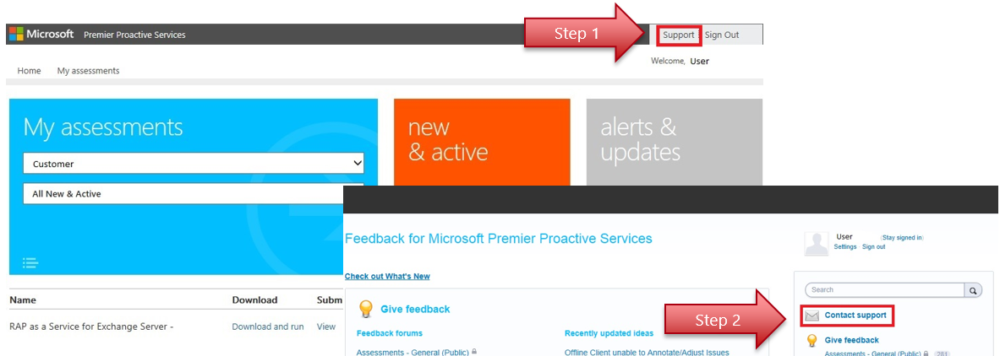 Step 1
Microsoft Premier Proactive Services
Support Sign Out
Welcome, User
Home My assessments
My assessments
Customer
All New & Active
new
& active
alerts &
updates
Name Download Subm
RAP as a Service for Exchange Server - Download and run View
Feedback for Microsoft Premier Proactive Services
User (Stay signed in)
Settings · Sign out
Check out What's New
Give feedback
Feedback forums
Assessments - General (Public)
Recently updated ideas
Offline Client unable to Annotate/Adjust Issues
Search
Step 2
Contact support
Give feedback
Assessments - General (Public) 281